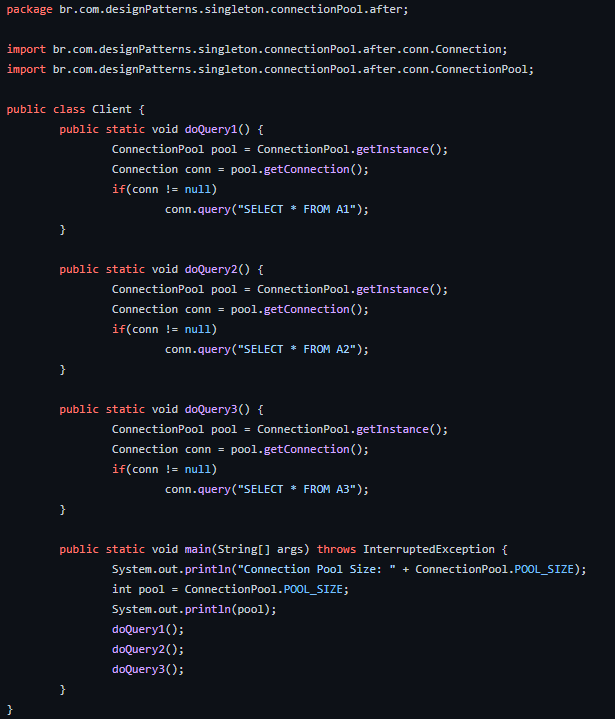 package br.com.designPatterns.singleton.connectionPool.after;

import br.com.designPatterns.singleton.connectionPool.after.conn.Connection;
import br.com.designPatterns.singleton.connectionPool.after.conn.ConnectionPool;

public class Client {
        public static void doQuery1() {
                ConnectionPool pool = ConnectionPool.getInstance();
                Connection conn = pool.getConnection();
                if(conn != null)
                        conn.query("SELECT * FROM A1");
        }

        public static void doQuery2() {
                ConnectionPool pool = ConnectionPool.getInstance();
                Connection conn = pool.getConnection();
                if(conn != null)
                        conn.query("SELECT * FROM A2");
        }

        public static void doQuery3() {
                ConnectionPool pool = ConnectionPool.getInstance();
                Connection conn = pool.getConnection();
                if(conn != null)
                        conn.query("SELECT * FROM A3");
        }

        public static void main(String[] args) throws InterruptedException {
                System.out.println("Connection Pool Size: " + ConnectionPool.POOL_SIZE);
                int pool = ConnectionPool.POOL_SIZE;
                System.out.println(pool);
                doQuery1();
                doQuery2();
                doQuery3();
        }
}